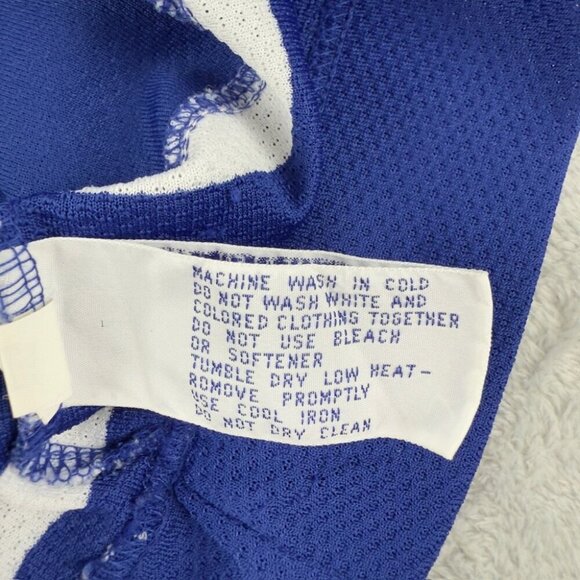 MACHINE WASH IN COLD
DO NOT WASH WHITE AND
COLORED CLOTHING TOGETHER
DO NOT USE BLEACH
OR SOFTENER
TUMBLE DRY LOW HEAT-
REMOVE PROMPTLY
USE COOL IRON
DO NOT DRY CLEAN